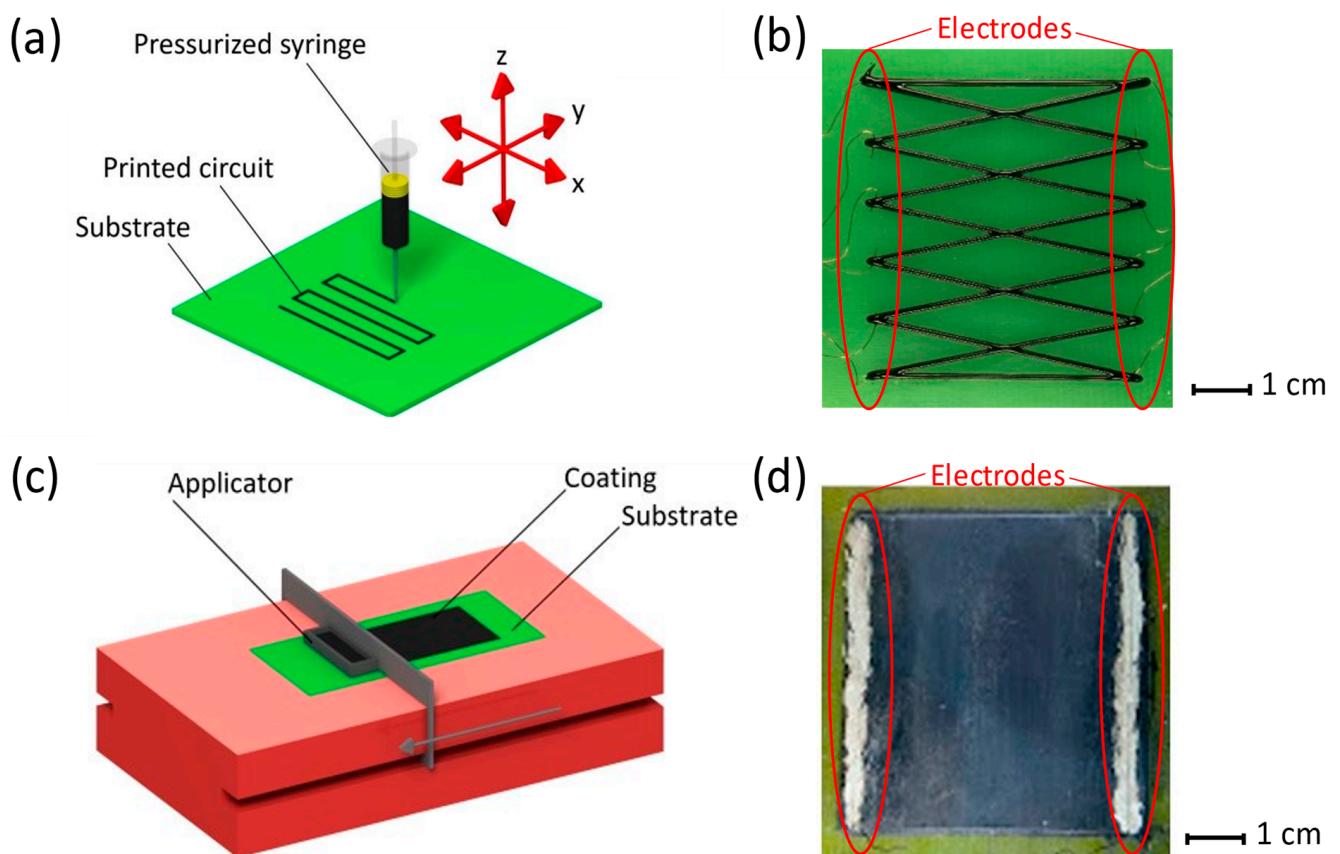 (a)
Pressurized syringe
Printed circuit
Substrate
z
y
x
(b)
Electrodes
1 cm
(c)
Applicator
Coating
Substrate
(d)
Electrodes
1 cm